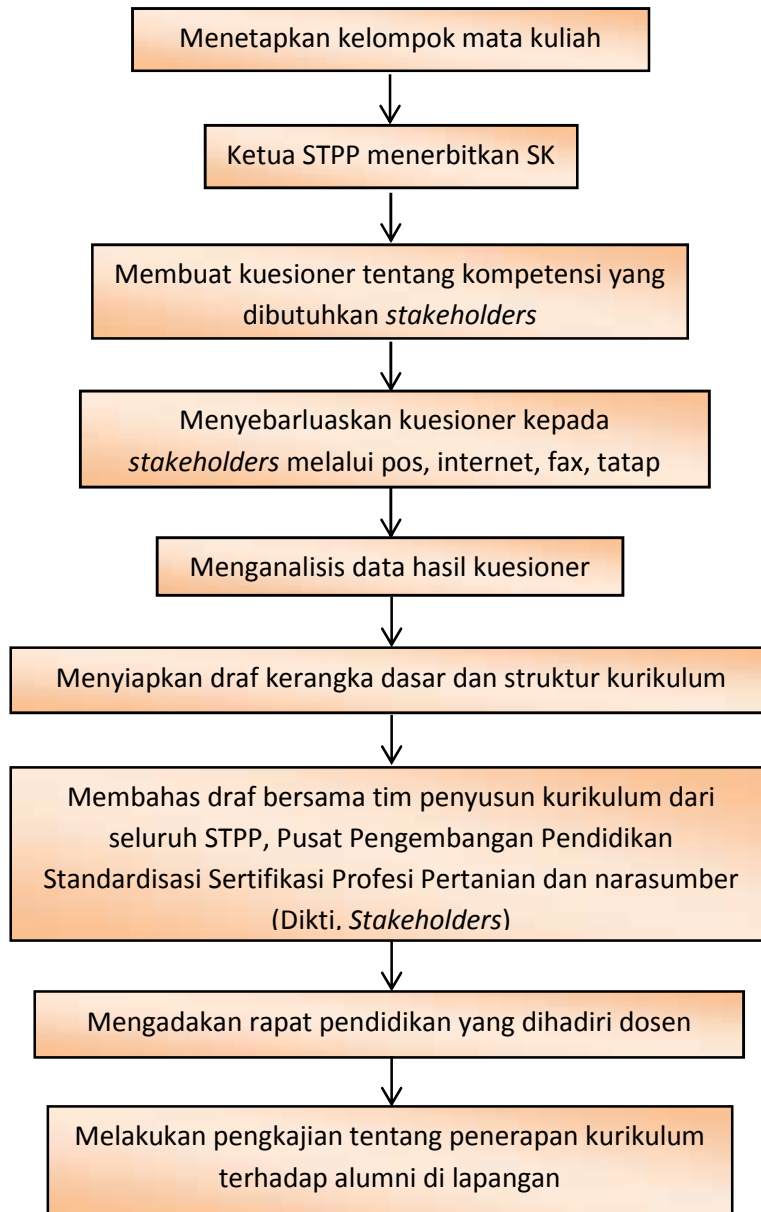 Menetapkan kelompok mata kuliah
Ketua STPP menerbitkan SK
Membuat kuesioner tentang kompetensi yang
dibutuhkan stakeholders
Menyebarluaskan kuesioner kepada
stakeholders melalui pos, internet, fax, tatap
Menganalisis data hasil kuesioner
Menyiapkan draf kerangka dasar dan struktur kurikulum
Membahas draf bersama tim penyusun kurikulum dari
seluruh STPP, Pusat Pengembangan Pendidikan
Standardisasi Sertifikasi Profesi Pertanian dan narasumber
(Dikti, Stakeholders)
Mengadakan rapat pendidikan yang dihadiri dosen
Melakukan pengkajian tentang penerapan kurikulum
terhadap alumni di lapangan